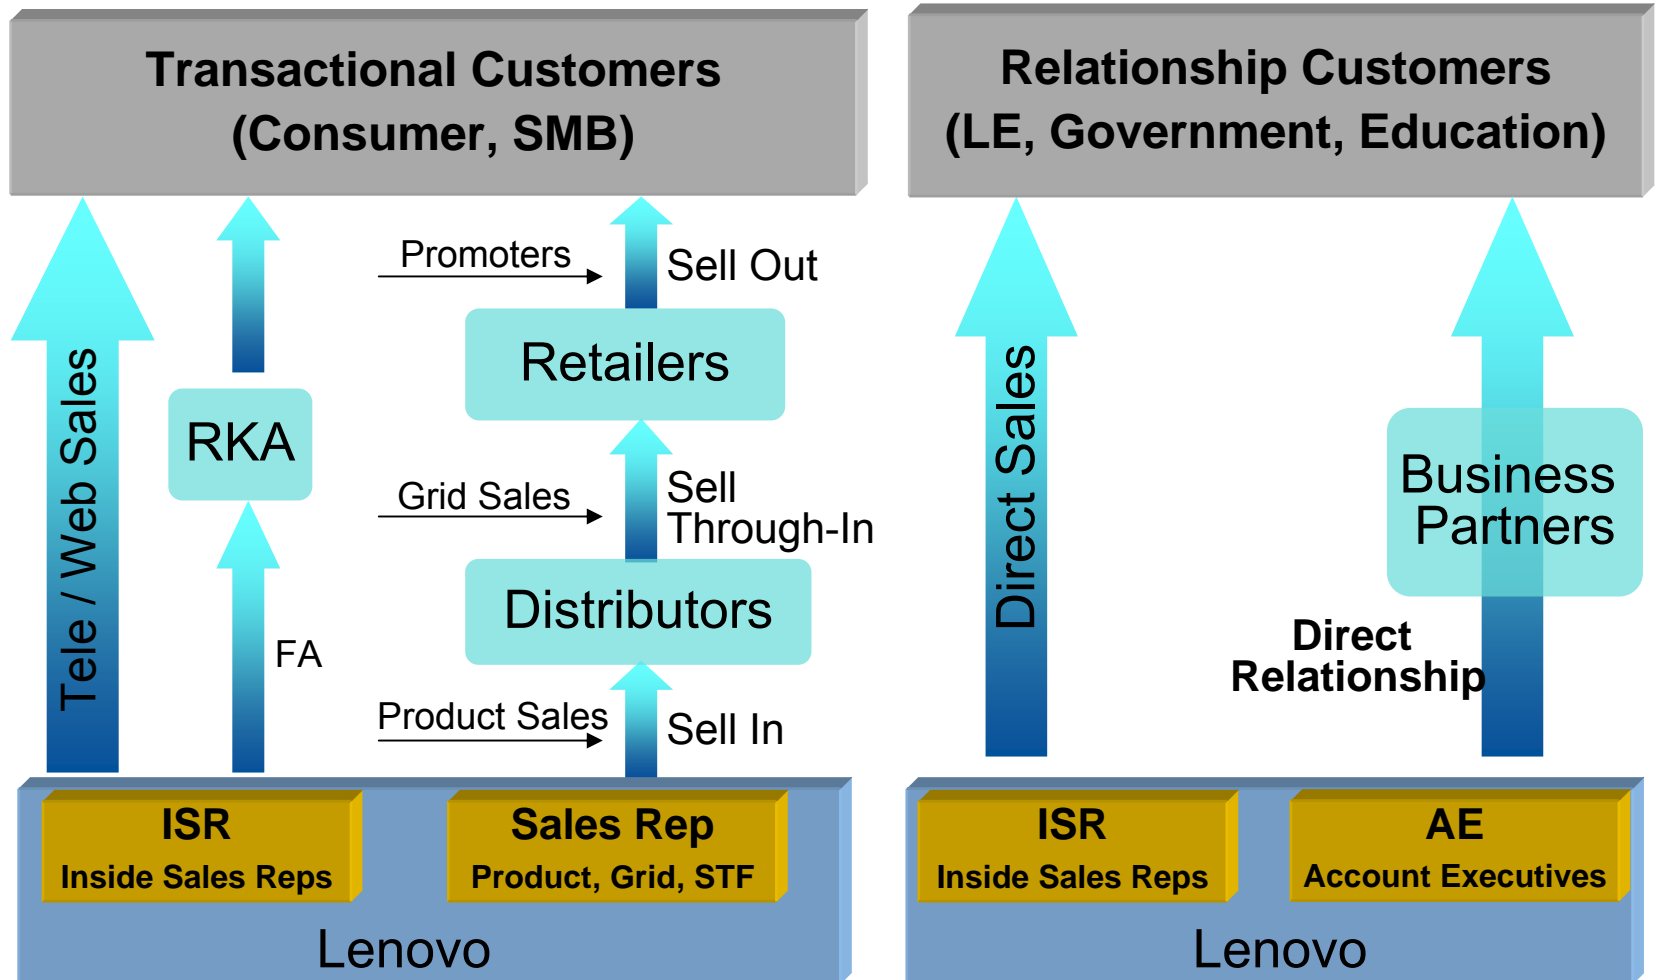 Transactional Customers
(Consumer, SMB)
Tele / Web Sales
RKA
FA
Promoters
Sell Out
Retailers
Grid Sales
Sell
Through-In
Distributors
Product Sales
Sell In
ISR
Inside Sales Reps
Sales Rep
Product, Grid, STF
Lenovo
Relationship Customers
(LE, Government, Education)
Direct Sales
Business
Partners
Direct
Relationship
ISR
Inside Sales Reps
AE
Account Executives
Lenovo